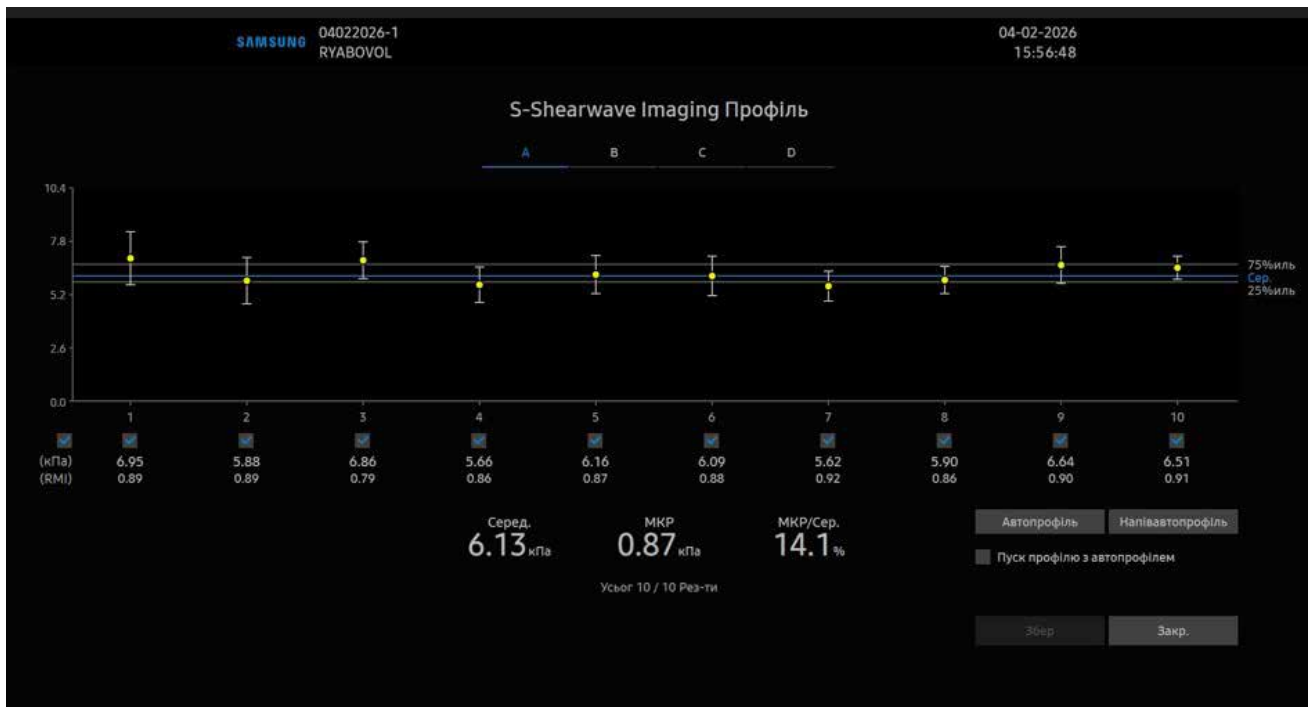 SAMSUNG 04022026-1 04-02-2026
RYABOVOL 15:56:48
S-Shearwave Imaging Профіль
A B C D
10.4
7.8
75%иль
Сер.
25%иль
5.2
2.6
0.0
1 2 3 4 5 6 7 8 9 10
(кПа) 6.95 5.88 6.86 5.66 6.16 6.09 5.62 5.90 6.64 6.51
(RMI) 0.89 0.89 0.79 0.86 0.87 0.88 0.92 0.86 0.90 0.91
Серед. МКР МКР/Сер. Автопрофіль Напівавтопрофіль
6.13 кПа 0.87 кПа 14.1 %
Пуск профілю з автопрофілем
Усьог 10 / 10 Рез-ти
Збер Закр.